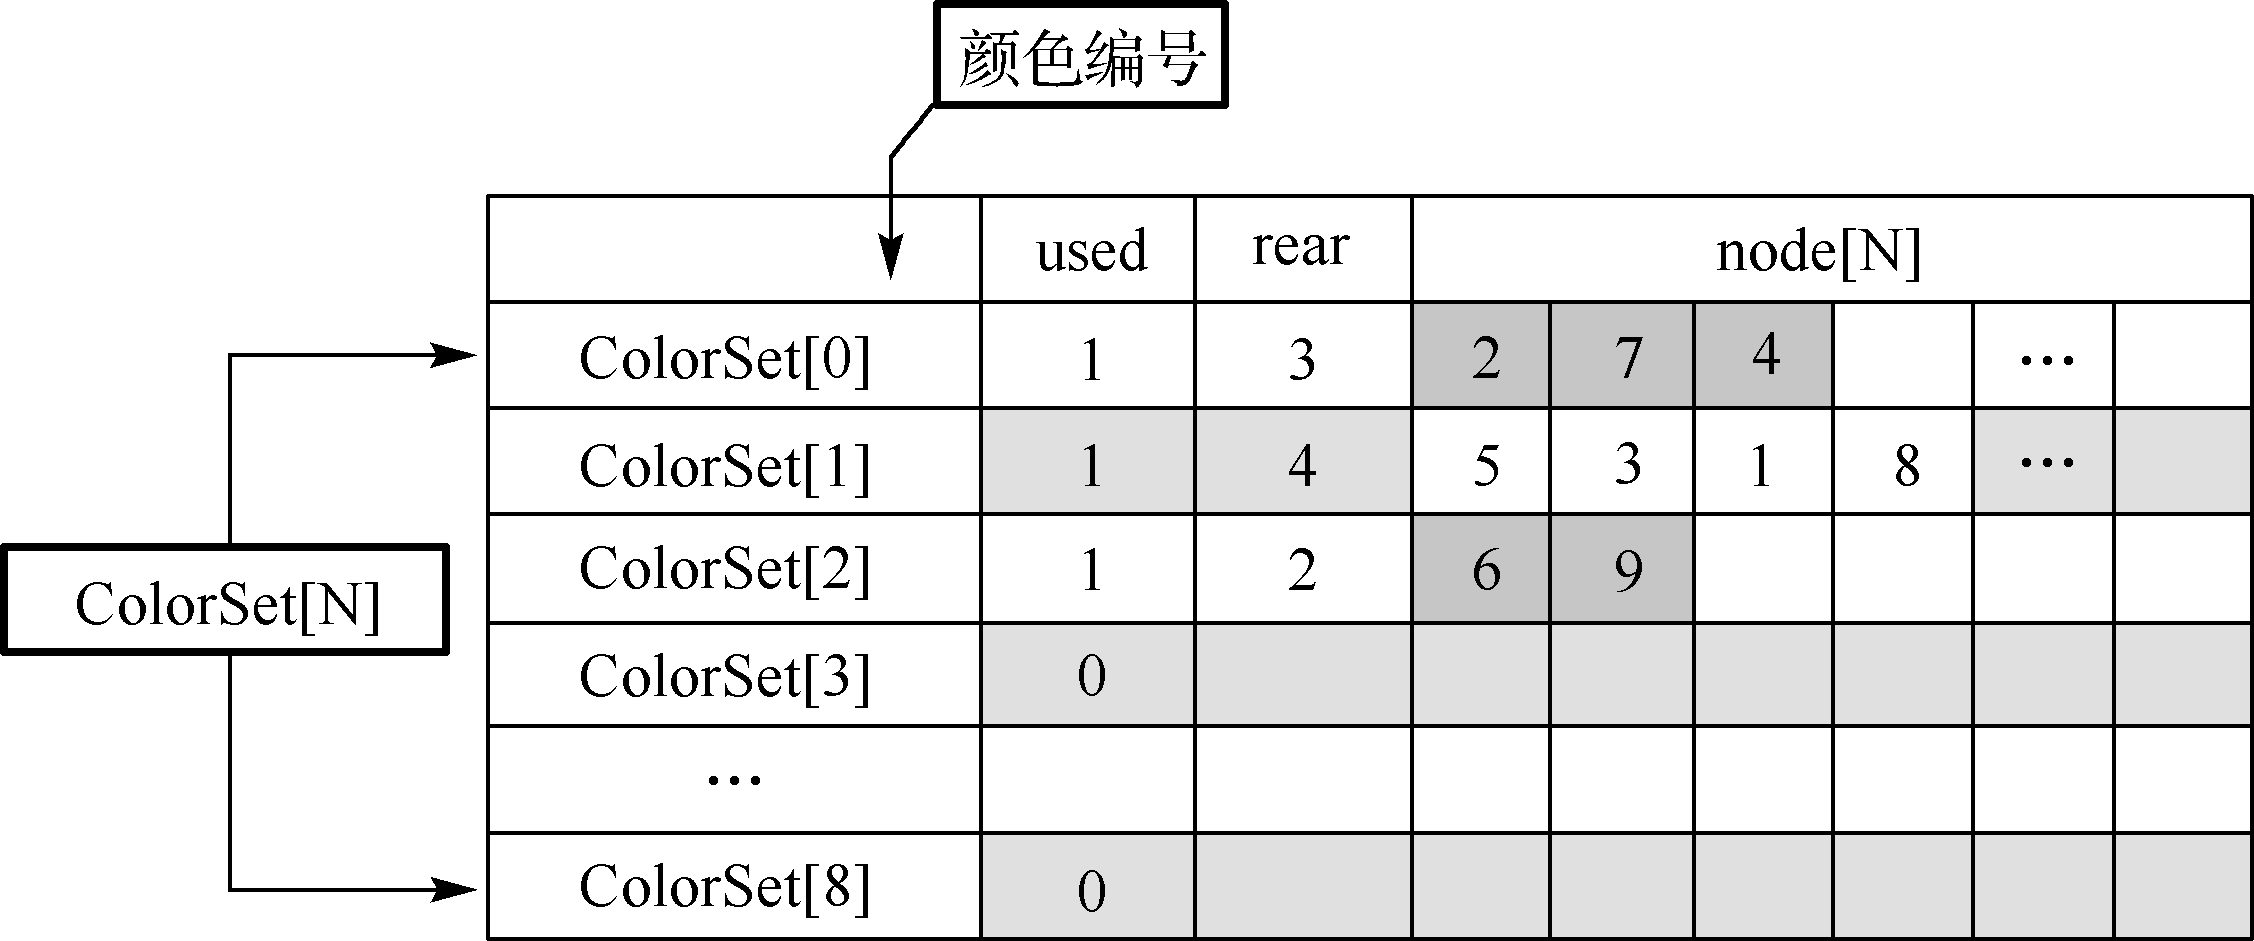 颜色编号
used rear node[N]
ColorSet[0] 1 3 2 7 4 …
ColorSet[1] 1 4 5 3 1 8 …
ColorSet[2] 1 2 6 9
ColorSet[N]
ColorSet[3] 0
…
ColorSet[8] 0